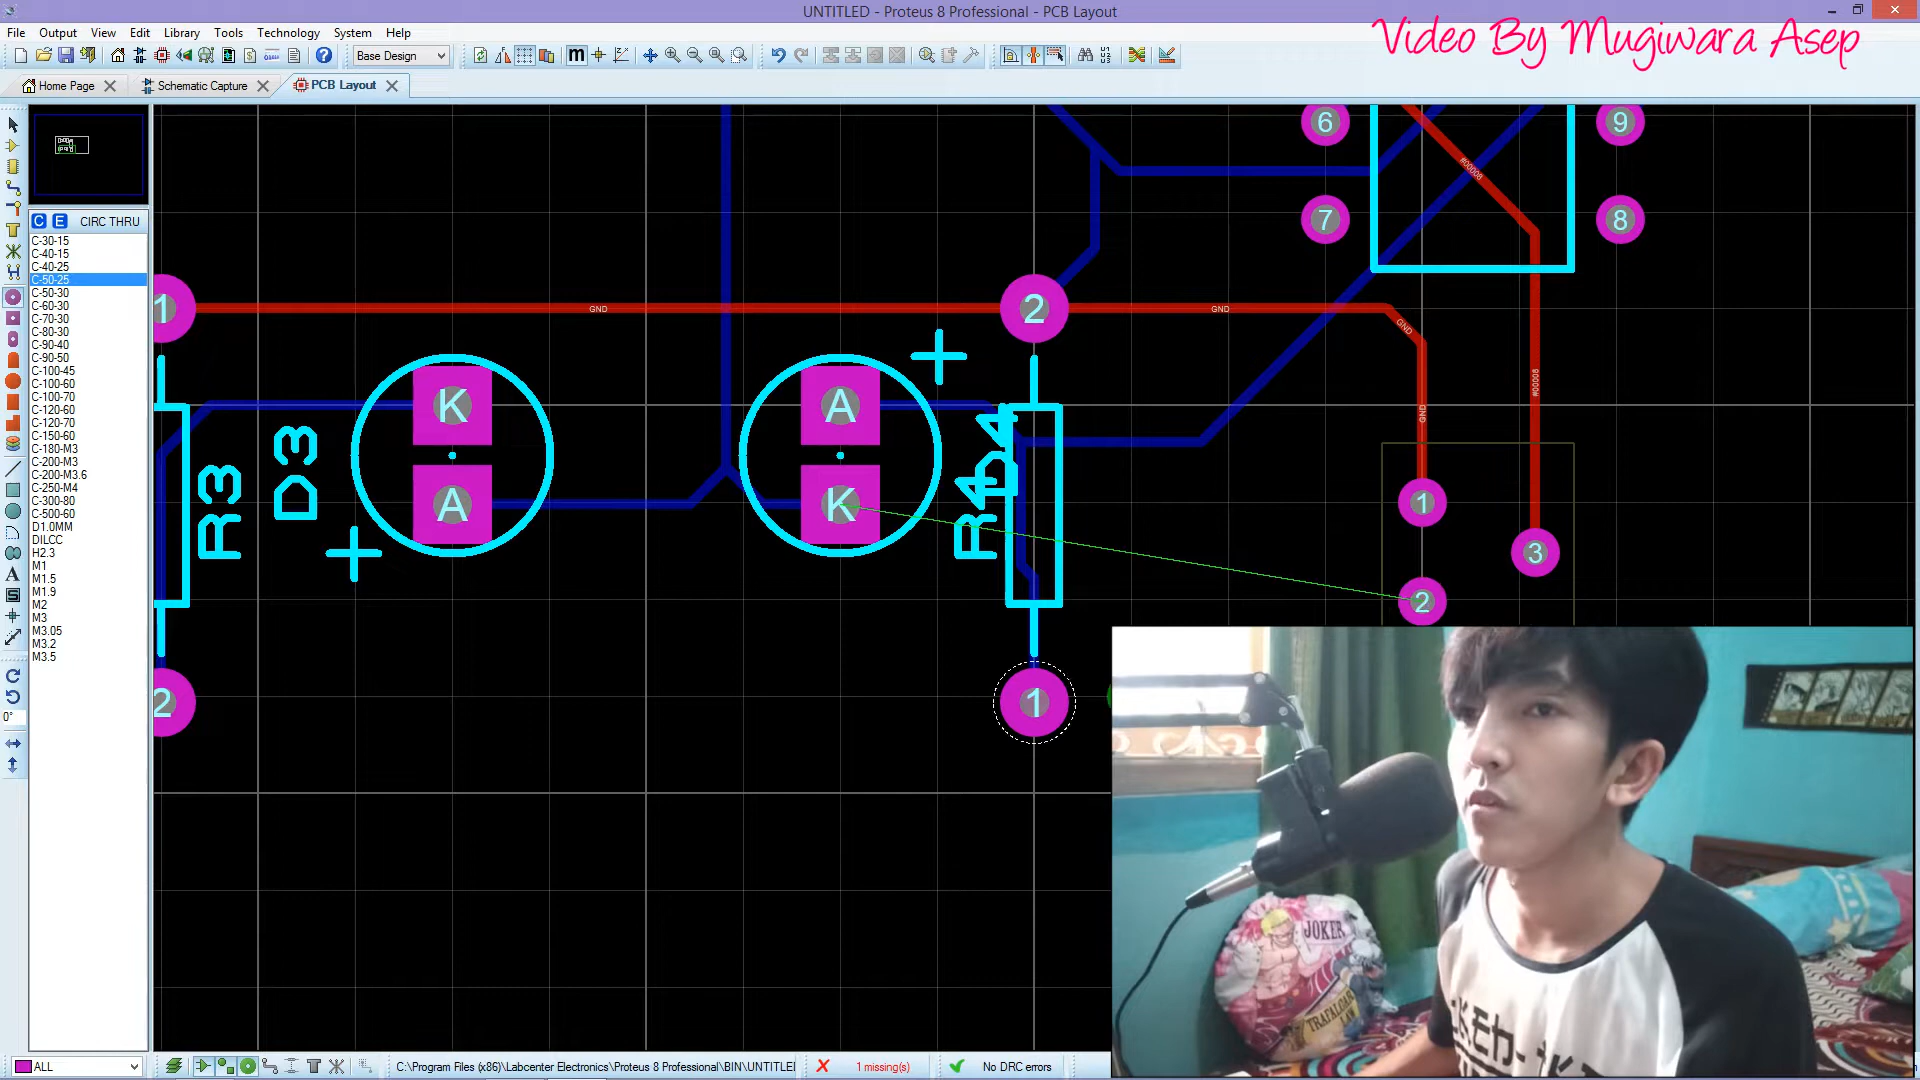 UNTITLED - Proteus 8 Professional - PCB Layout
File Output View Edit Library Tools Technology System Help
Video By Mugiwara Asep
Base Design
Home Page
Schematic Capture
PCB Layout
C E CIRC THRU
C-30-15
C-40-15
C-40-25
C-50-25
C-50-30
C-60-30
C-70-30
C-80-30
C-90-40
C-90-50
C-100-45
C-100-60
C-100-70
C-120-60
C-120-70
C-150-60
C-180-M3
C-200-M3
C-200-M3.6
C-250-M4
C-300-80
C-500-60
D1.0MM
DILCC
H2.3
M1
M1.5
M1.9
M2
M3
M3.05
M3.2
M3.5
0°
6
9
7
8
#00008
1
GND
2
GND
GND
GND
#00008
K
A
A
K
R3
D3
R4
D4
1
3
2
2
1
JOKER
TRAFALGAR
LAW
ALL
C:\Program Files (x86)\Labcenter Electronics\Proteus 8 Professional\BIN\UNTITLE
1 missing(s)
No DRC errors